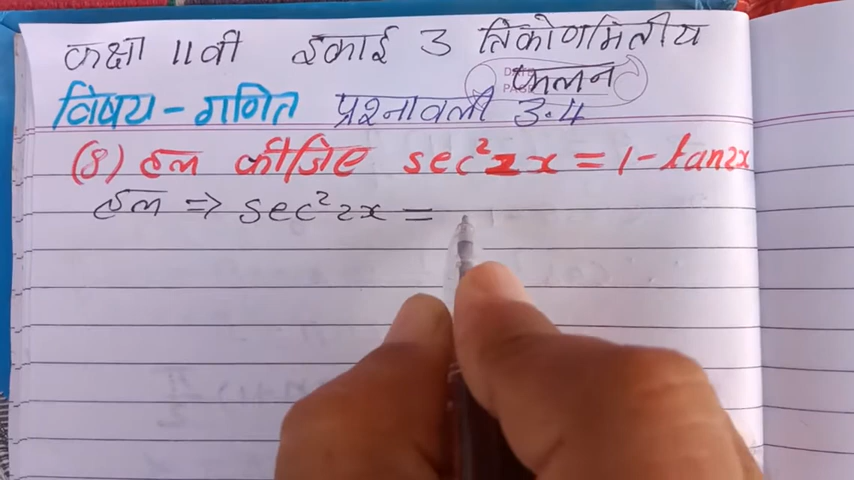 कक्षा 11वी इकाई 3 त्रिकोणमितीय
फलन
विषय - गणित प्रश्नावली 3.4
(8) हल कीजिए sec²2x = 1 - tan2x
हल ⇒ sec²2x =